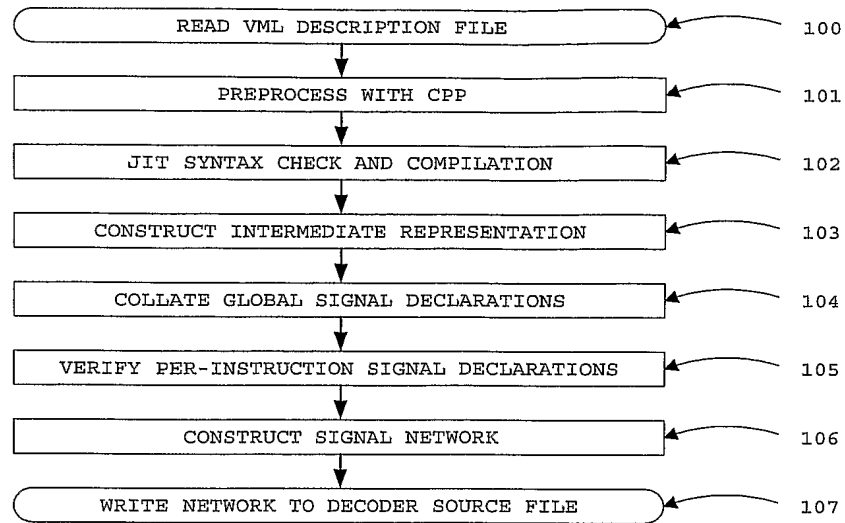 READ VML DESCRIPTION FILE 100
PREPROCESS WITH CPP 101
JIT SYNTAX CHECK AND COMPILATION 102
CONSTRUCT INTERMEDIATE REPRESENTATION 103
COLLATE GLOBAL SIGNAL DECLARATIONS 104
VERIFY PER-INSTRUCTION SIGNAL DECLARATIONS 105
CONSTRUCT SIGNAL NETWORK 106
WRITE NETWORK TO DECODER SOURCE FILE 107